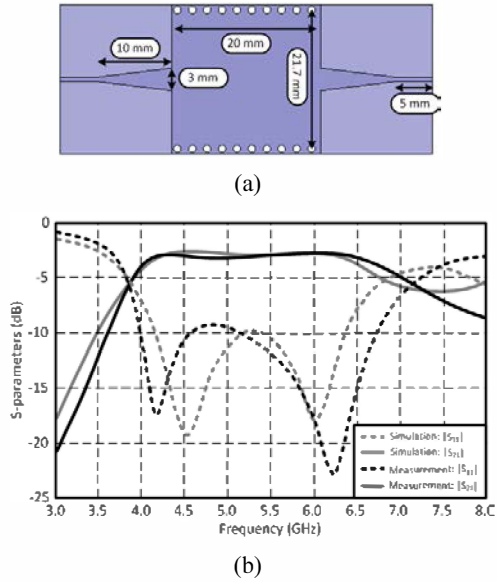 10 mm
20 mm
3 mm
21.7 mm
5 mm
(a)
S-parameters (dB)
0
-5
-10
-15
-20
-25
Simulation: |S₁₁|
Simulation: |S₂₁|
Measurement: |S₁₁|
Measurement: |S₂₁|
3.0 3.5 4.0 4.5 5.0 5.5 6.0 6.5 7.0 7.5 8.C
Frequency (GHz)
(b)